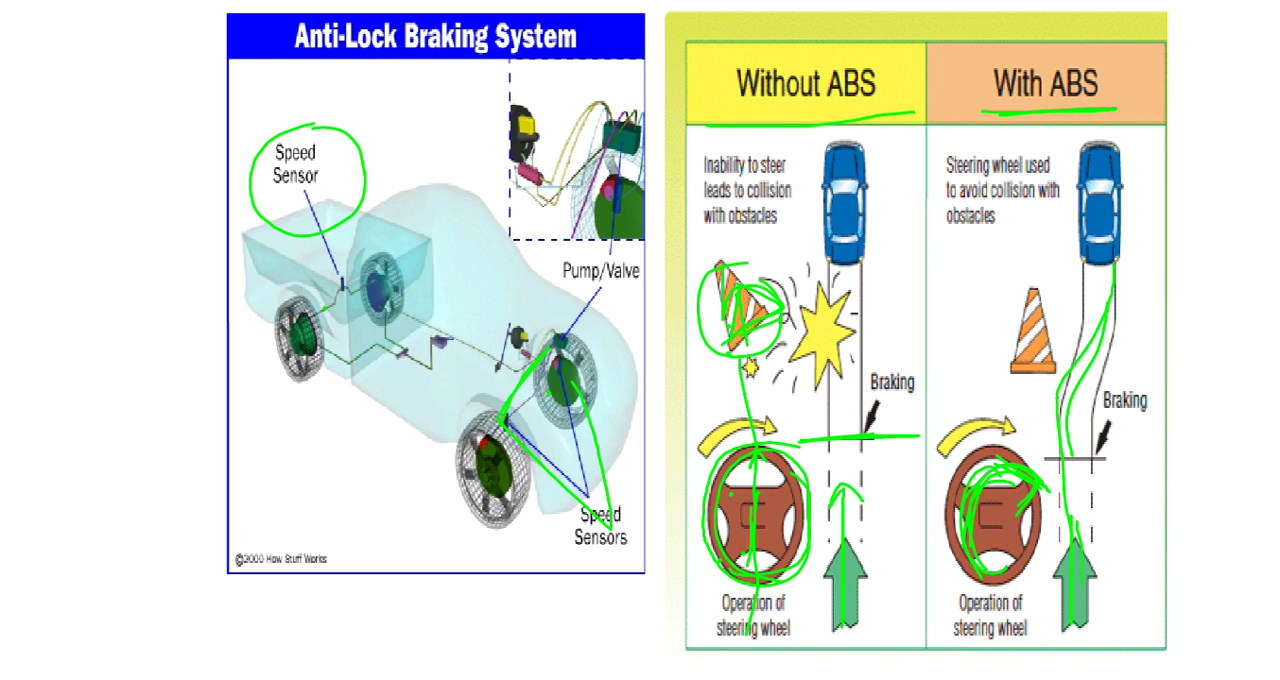 Anti-Lock Braking System
Speed
Sensor
Pump/Valve
Speed
Sensors
©2000 How Stuff Works
Without ABS
With ABS
Inability to steer
leads to collision
with obstacles
Braking
Operation of
steering wheel
Steering wheel used
to avoid collision with
obstacles
Braking
Operation of
steering wheel